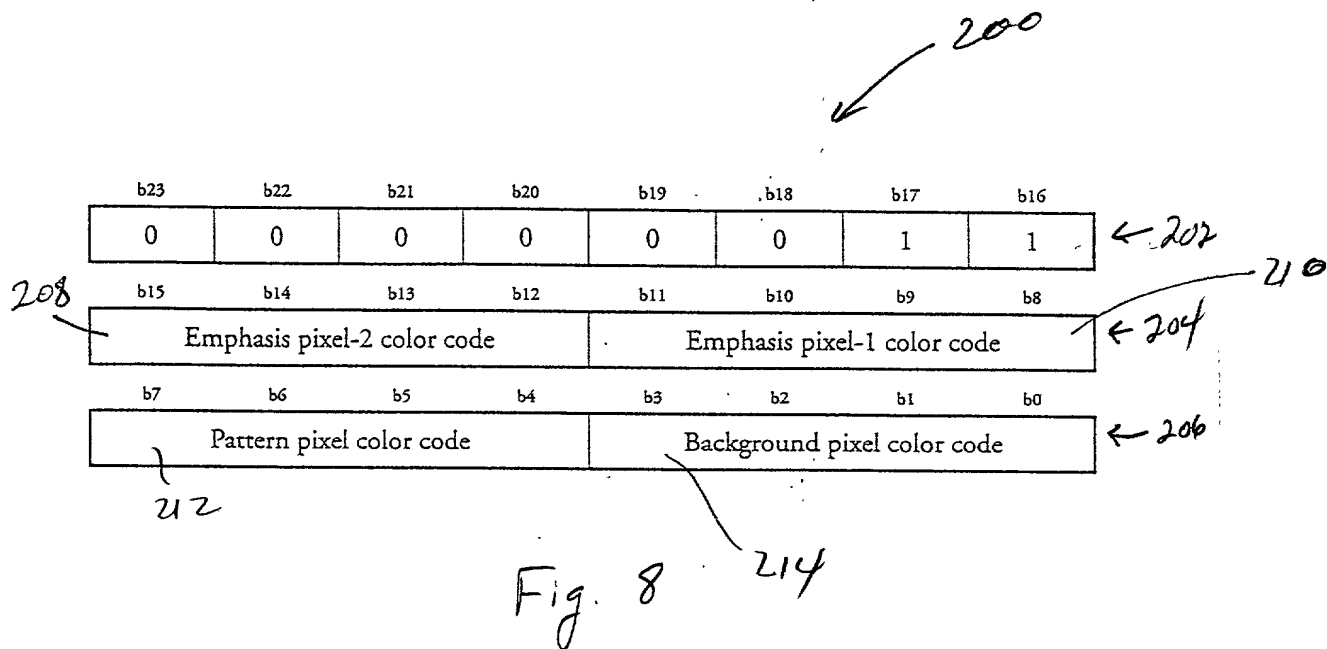 200
b23 b22 b21 b20 b19 b18 b17 b16
0 0 0 0 0 0 1 1 202
208 b15 b14 b13 b12 b11 b10 b9 b8 210
Emphasis pixel-2 color code Emphasis pixel-1 color code 204
b7 b6 b5 b4 b3 b2 b1 b0
Pattern pixel color code Background pixel color code 206
212
214
Fig. 8